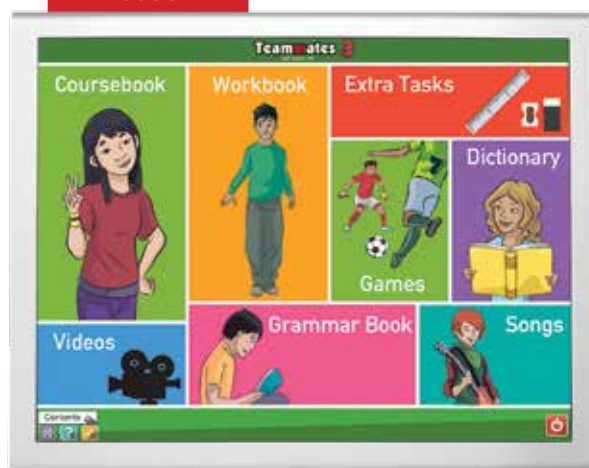 Teammates 3
Coursebook
Workbook
Extra Tasks
Dictionary
Games
Videos
Grammar Book
Songs
Contents